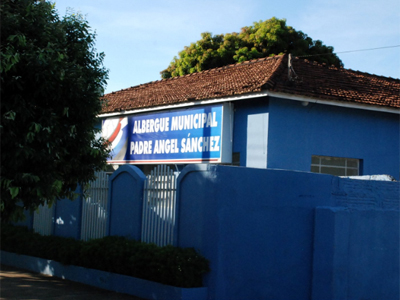 ALBERGUE MUNICIPAL
PADRE ANGEL SÁNCHEZ